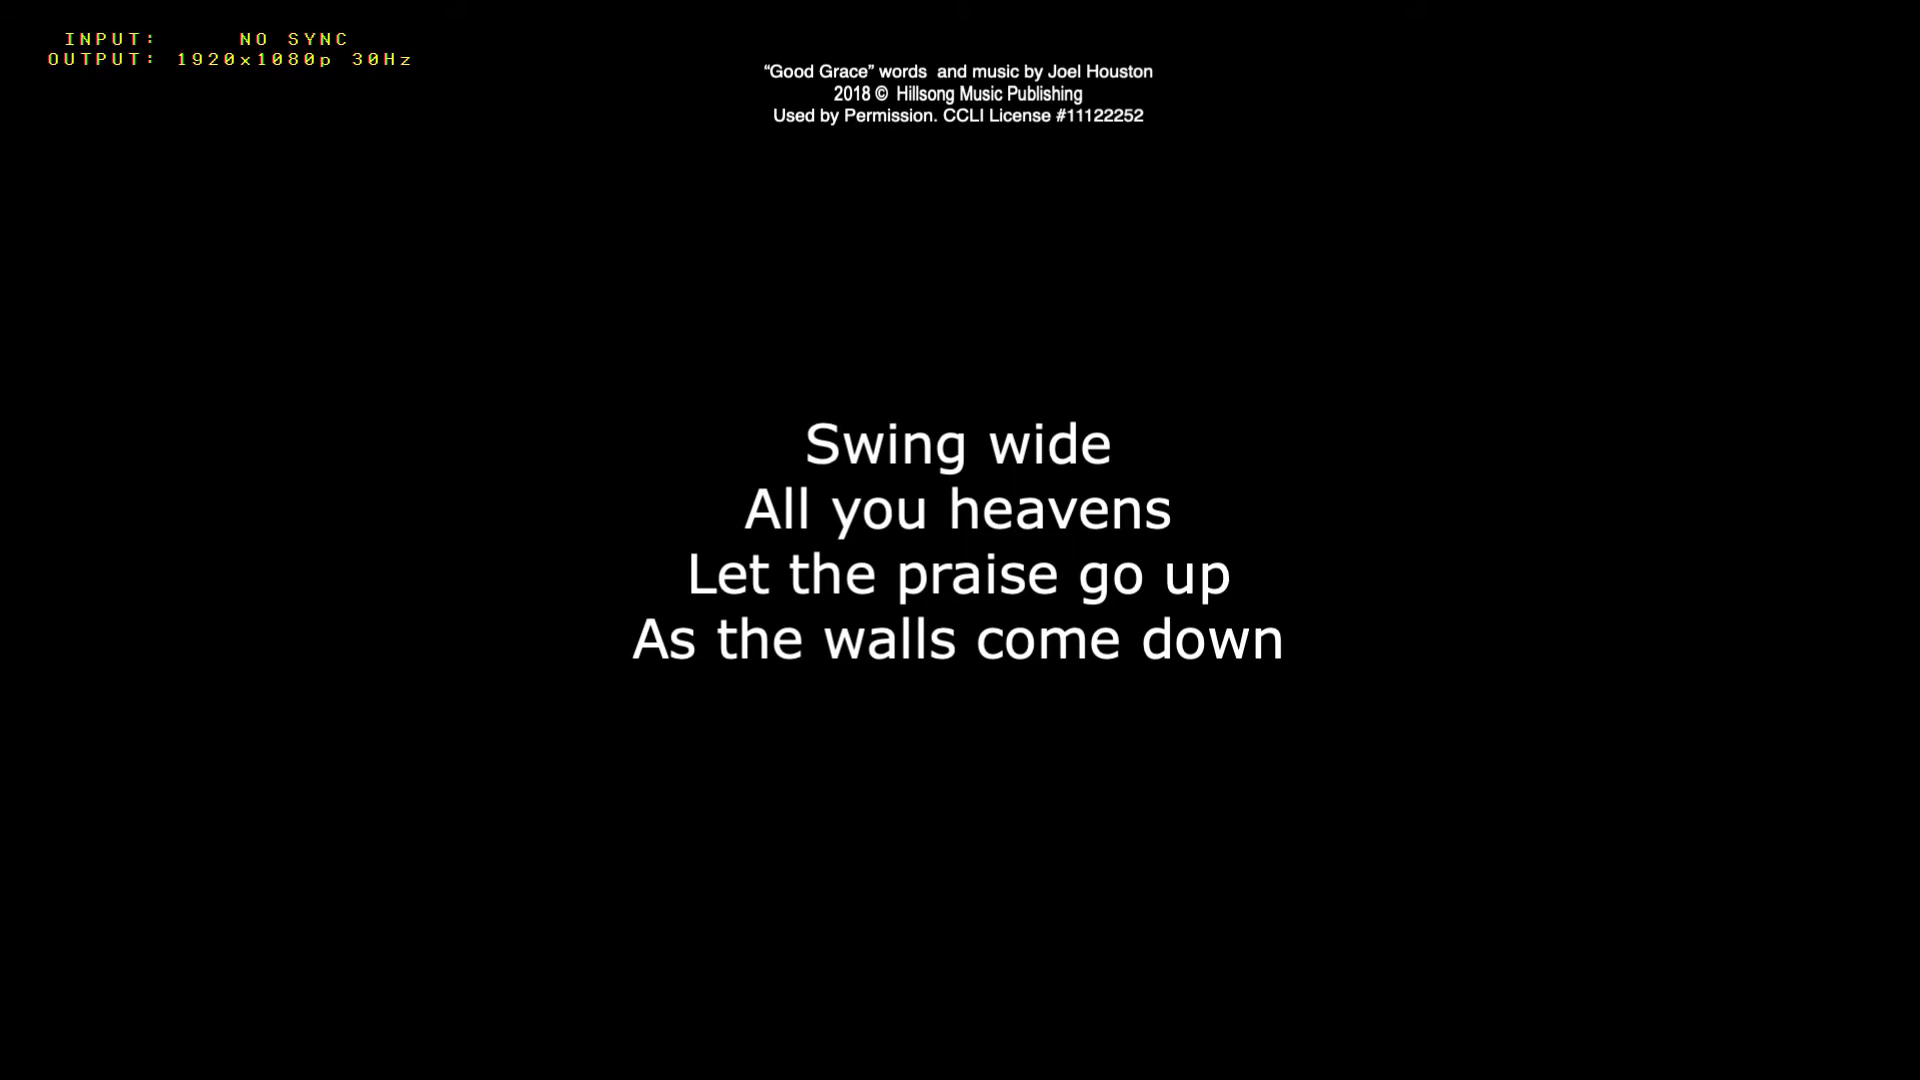 INPUT: NO SYNC
OUTPUT: 1920x1080p 30Hz
“Good Grace” words and music by Joel Houston
2018 © Hillsong Music Publishing
Used by Permission. CCLI License #11122252
Swing wide
All you heavens
Let the praise go up
As the walls come down